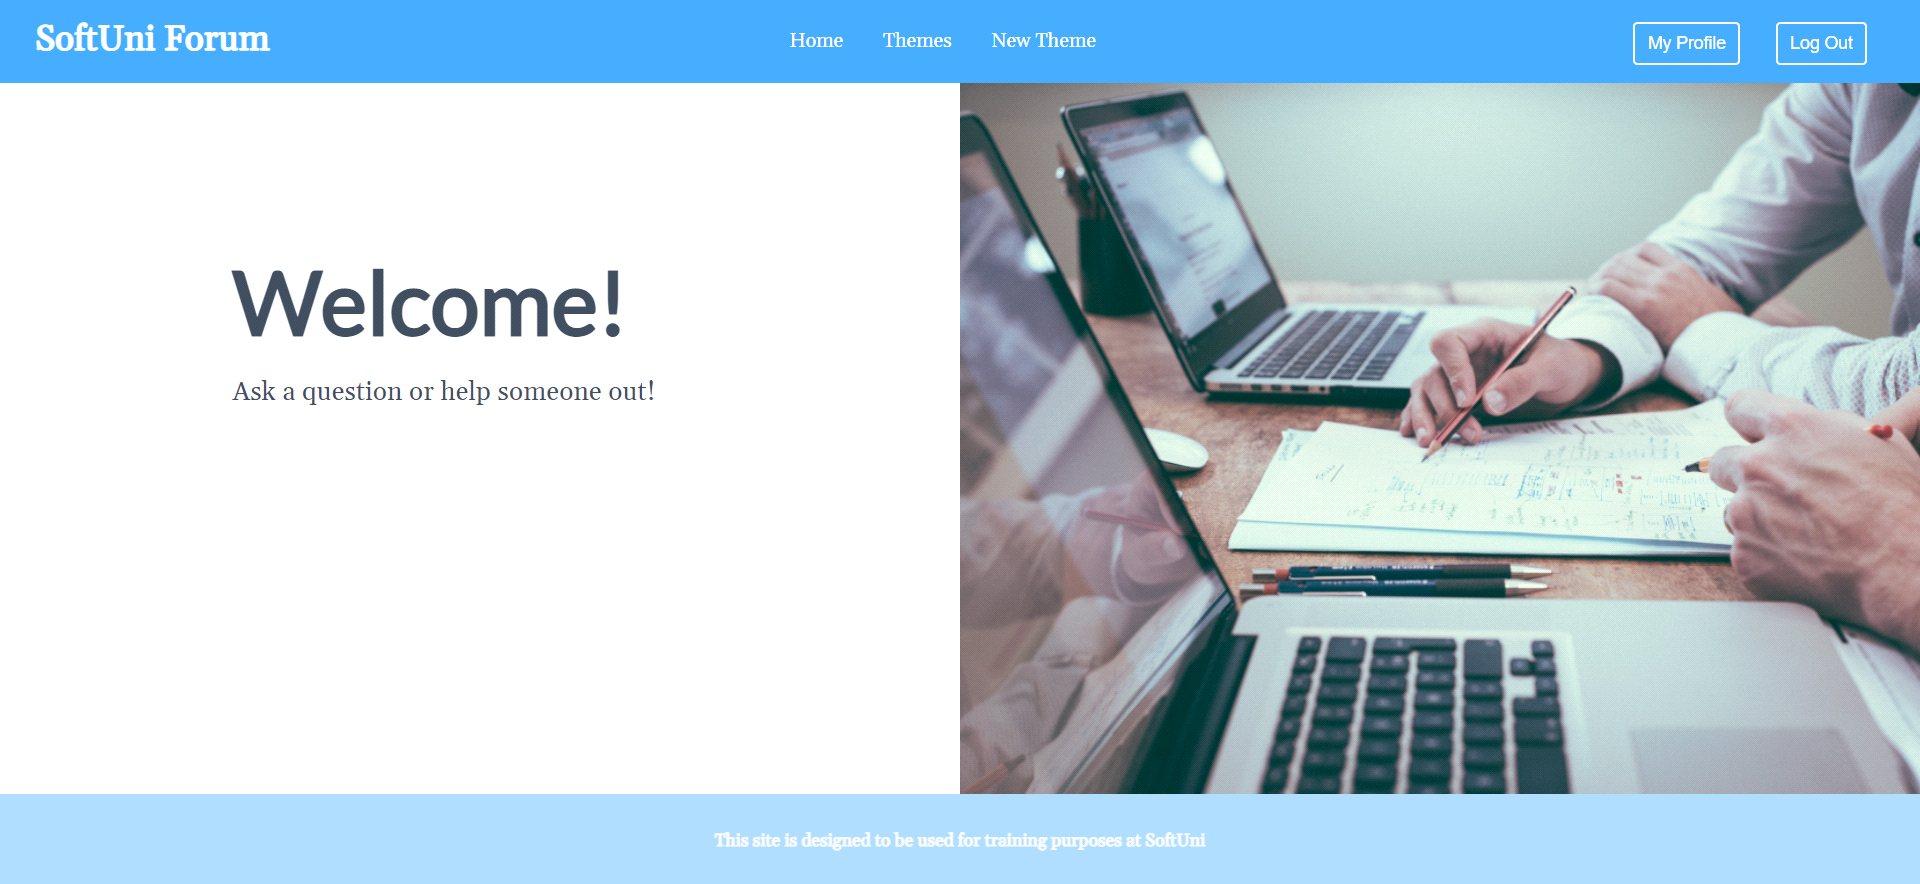 SoftUni Forum
Home Themes New Theme
My Profile Log Out
Welcome!
Ask a question or help someone out!
This site is designed to be used for training purposes at SoftUni